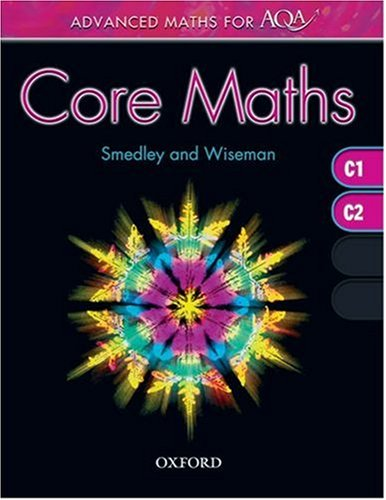 ADVANCED MATHS FOR AQA
Core Maths
Smedley and Wiseman
C1
C2
OXFORD